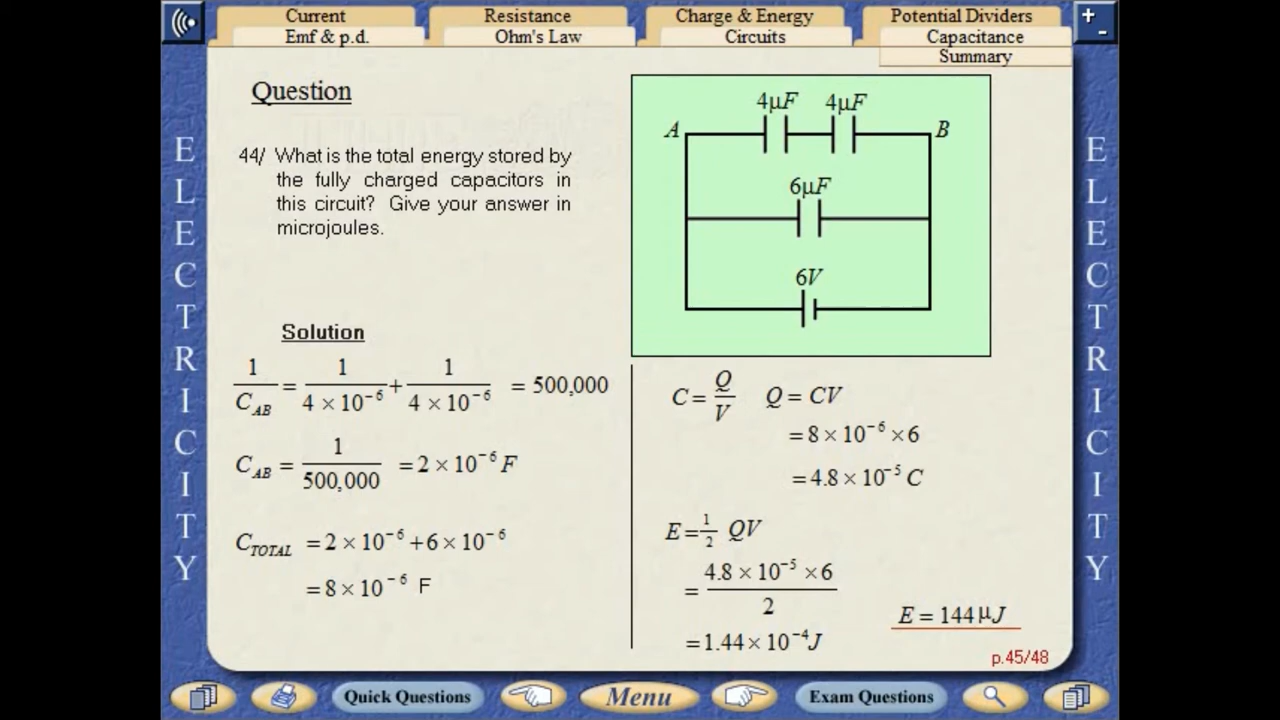 Current
Emf & p.d.
Resistance
Ohm's Law
Charge & Energy
Circuits
Potential Dividers
Capacitance
Summary
+
-
ELECTRICITY
Question
44/ What is the total energy stored by
the fully charged capacitors in
this circuit? Give your answer in
microjoules.
4μF 4μF
A B
6μF
6V
Solution
1/C_AB = 1/(4 × 10⁻⁶) + 1/(4 × 10⁻⁶) = 500,000
C_AB = 1/500,000 = 2 × 10⁻⁶ F
C_TOTAL = 2 × 10⁻⁶ + 6 × 10⁻⁶
= 8 × 10⁻⁶ F
C = Q/V Q = CV
= 8 × 10⁻⁶ × 6
= 4.8 × 10⁻⁵ C
E = ½ QV
= (4.8 × 10⁻⁵ × 6)/2
= 1.44 × 10⁻⁴ J
E = 144 μJ
p.45/48
ELECTRICITY
Quick Questions
Menu
Exam Questions